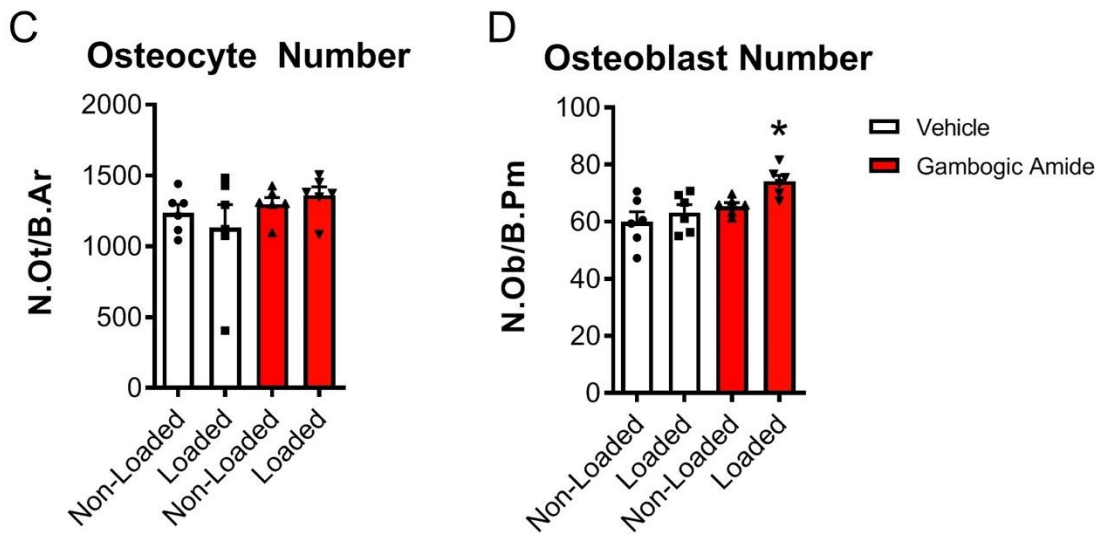 C
Osteocyte Number
N.Ot/B.Ar
2000
1500
1000
500
0
Non-Loaded
Loaded
Non-Loaded
Loaded
D
Osteoblast Number
N.Ob/B.Pm
100
80
60
40
20
0
*
Non-Loaded
Loaded
Non-Loaded
Loaded
Vehicle
Gambogic Amide